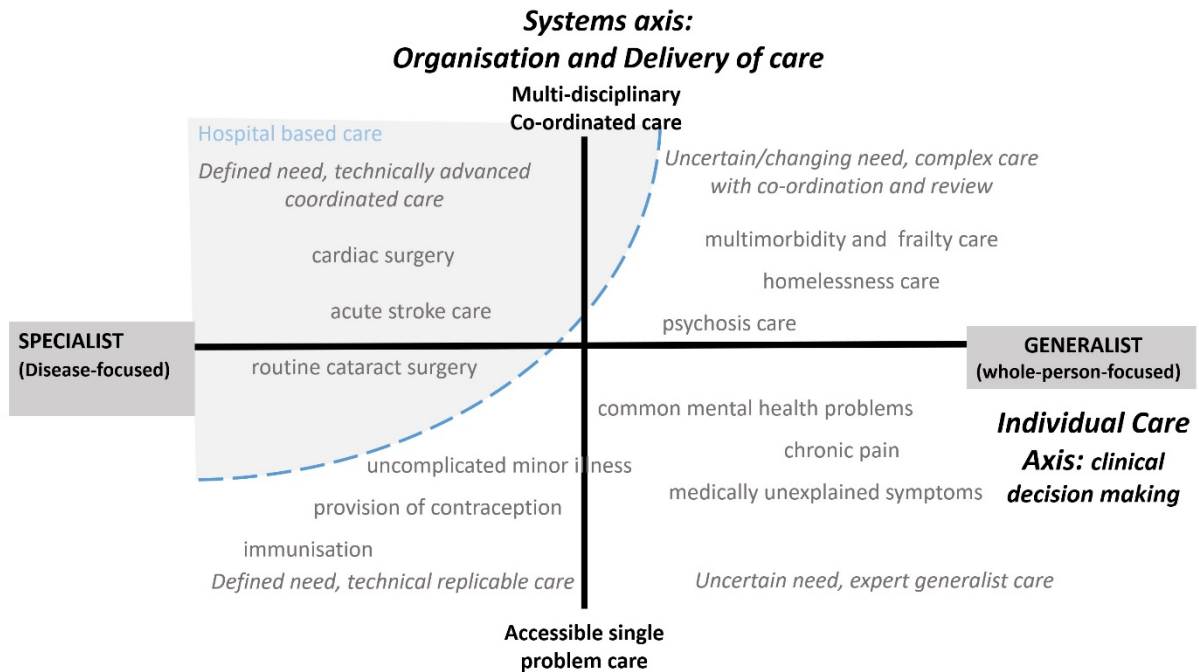 Systems axis:
Organisation and Delivery of care
Multi-disciplinary
Co-ordinated care
Hospital based care
Defined need, technically advanced
coordinated care
Uncertain/changing need, complex care
with co-ordination and review
cardiac surgery
multimorbidity and frailty care
homelessness care
acute stroke care
psychosis care
SPECIALIST
(Disease-focused)
GENERALIST
(whole-person-focused)
routine cataract surgery
common mental health problems
Individual Care
Axis: clinical
decision making
chronic pain
uncomplicated minor illness
medically unexplained symptoms
provision of contraception
immunisation
Defined need, technical replicable care
Uncertain need, expert generalist care
Accessible single
problem care